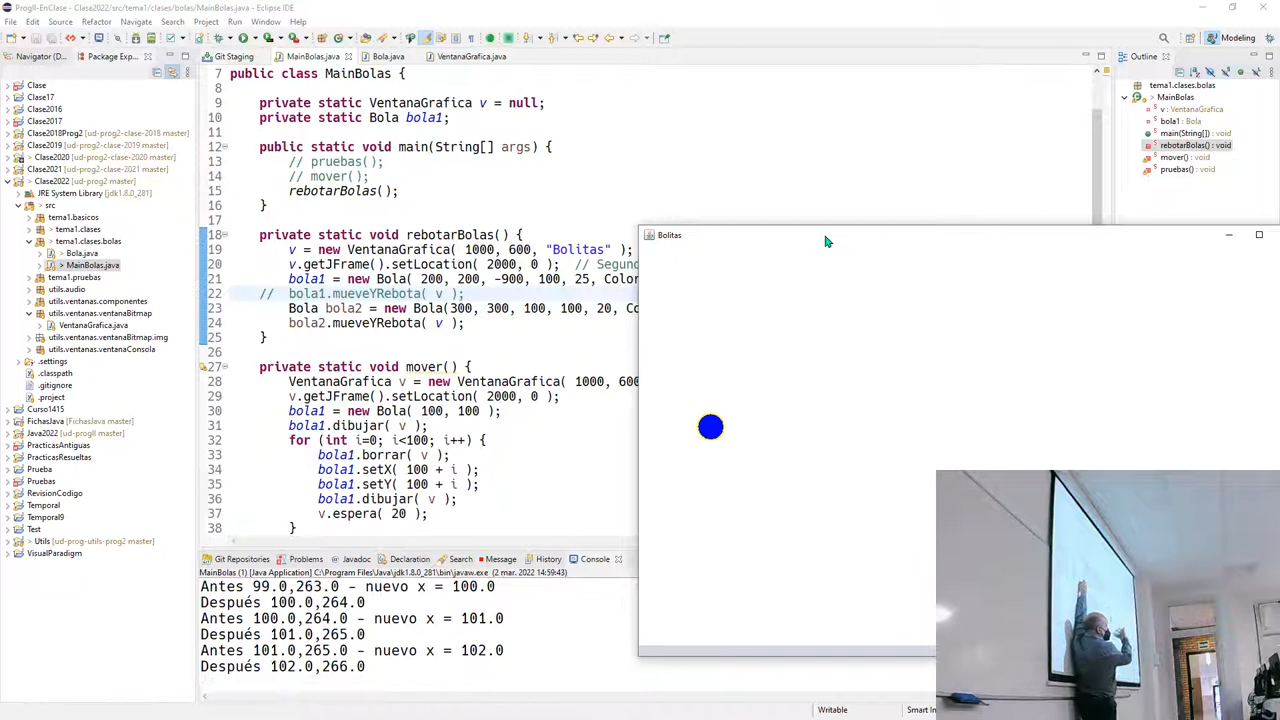 ProgII-EnClase - Clase2022/src/tema1/clases/bolas/MainBolas.java - Eclipse IDE
File Edit Source Refactor Navigate Search Project Run Window Help
Modeling
Navigator (D... Package Exp...
Git Staging MainBolas.java Bola.java VentanaGrafica.java
Outline
Clase
Clase17
Clase2016
Clase2017
Clase2018Prog2 [ud-prog2-clase-2018 master]
Clase2019 [ud-prog2-clase-2019 master]
> Clase2020 [ud-prog2-clase-2020 master]
Clase2021 [ud-prog2-clase-2021 master]
> Clase2022 [ud-prog2 master]
JRE System Library [jdk1.8.0_281]
> src
tema1.basicos
> tema1.clases
> tema1.clases.bolas
> Bola.java
> MainBolas.java
tema1.pruebas
utils.audio
utils.ventanas.componentes
utils.ventanas.ventanaBitmap
VentanaGrafica.java
utils.ventanas.ventanaBitmap.img
utils.ventanas.ventanaConsola
.settings
.classpath
.gitignore
.project
Curso1415
FichasJava [FichasJava master]
Java2022 [ud-progII master]
PracticasAntiguas
PracticasResueltas
Prueba
Pruebas
RevisionCodigo
Temporal
Temporal9
Test
> Utils [ud-prog-utils-prog2 master]
VisualParadigm
7 public class MainBolas {
8
9 private static VentanaGrafica v = null;
10 private static Bola bola1;
11
12 public static void main(String[] args) {
13 // pruebas();
14 // mover();
15 rebotarBolas();
16 }
17
18 private static void rebotarBolas() {
19 v = new VentanaGrafica( 1000, 600, "Bolitas" );
20 v.getJFrame().setLocation( 2000, 0 ); // Segun
21 bola1 = new Bola( 200, 200, -900, 100, 25, Color
22 // bola1.mueveYRebota( v );
23 Bola bola2 = new Bola(300, 300, 100, 100, 20, Co
24 bola2.mueveYRebota( v );
25 }
26
27 private static void mover() {
28 VentanaGrafica v = new VentanaGrafica( 1000, 600
29 v.getJFrame().setLocation( 2000, 0 );
30 bola1 = new Bola( 100, 100 );
31 bola1.dibujar( v );
32 for (int i=0; i<100; i++) {
33 bola1.borrar( v );
34 bola1.setX( 100 + i );
35 bola1.setY( 100 + i );
36 bola1.dibujar( v );
37 v.espera( 20 );
38 }
Bolitas
tema1.clases.bolas
MainBolas
v : VentanaGrafica
bola1 : Bola
main(String[]) : void
rebotarBolas() : void
mover() : void
pruebas() : void
Git Repositories Problems Javadoc Declaration Search Message History Console
MainBolas (1) [Java Application] C:\Program Files\Java\jdk1.8.0_281\bin\javaw.exe (2 mar. 2022 14:59:43)
Antes 99.0,263.0 - nuevo x = 100.0
Después 100.0,264.0
Antes 100.0,264.0 - nuevo x = 101.0
Después 101.0,265.0
Antes 101.0,265.0 - nuevo x = 102.0
Después 102.0,266.0
Writable Smart In